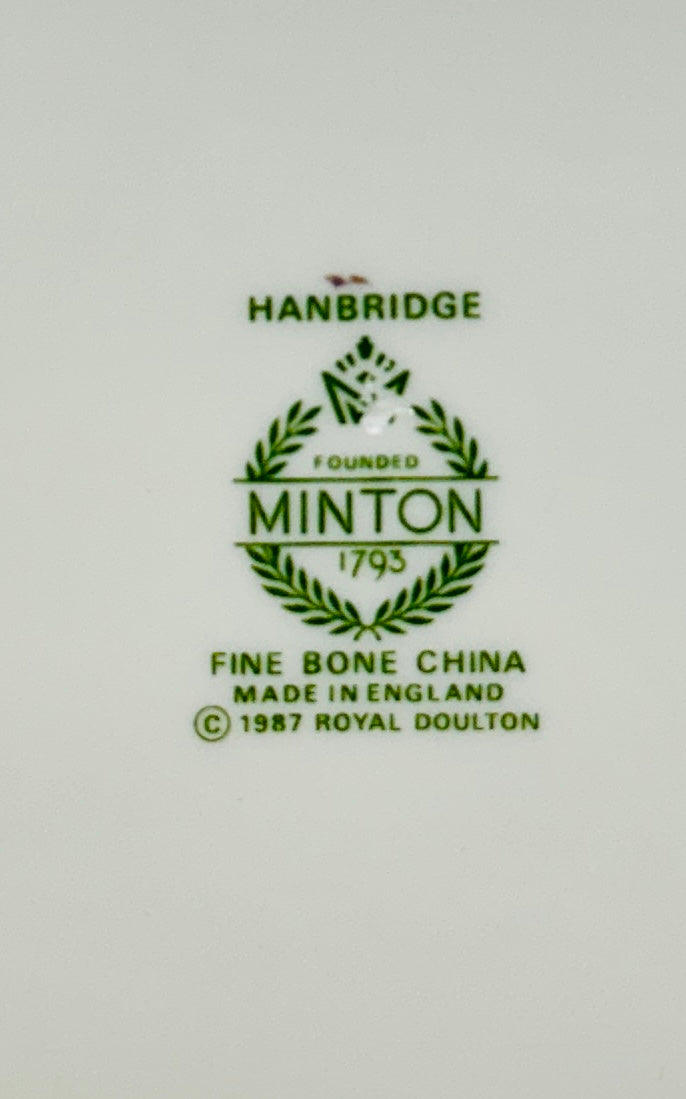 HANBRIDGE
FOUNDED
MINTON
1793
FINE BONE CHINA
MADE IN ENGLAND
© 1987 ROYAL DOULTON